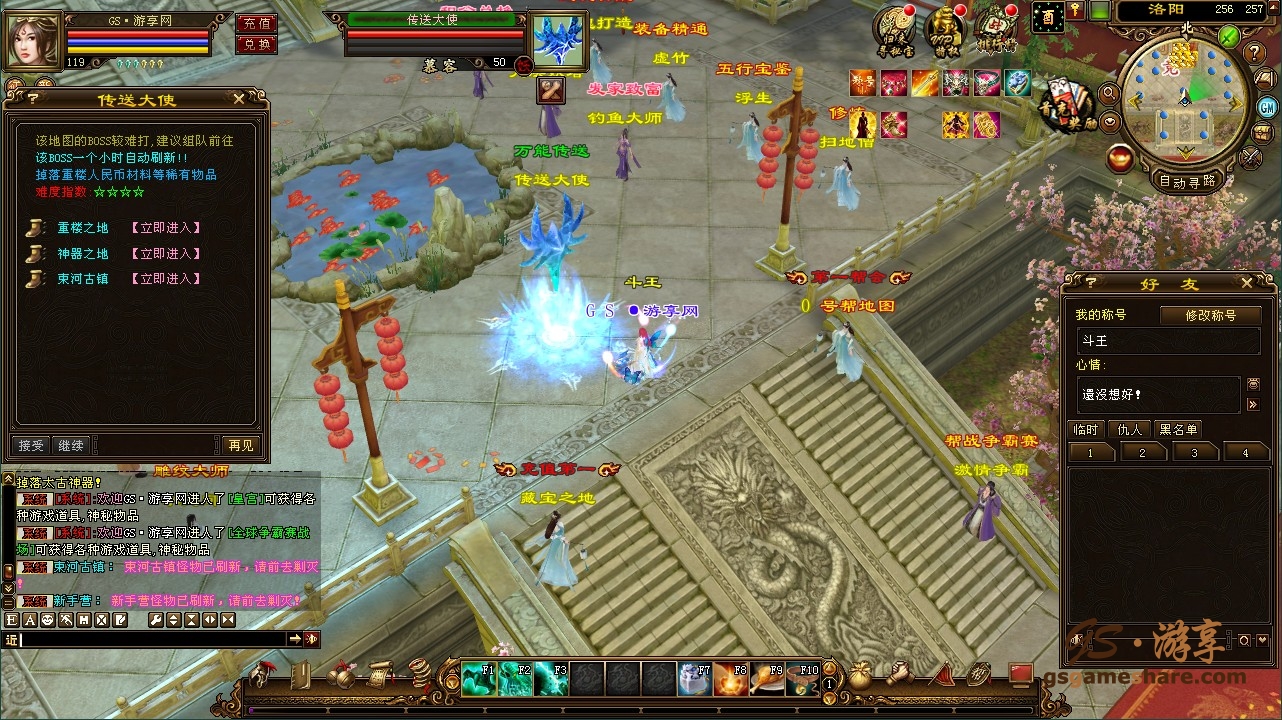 GS·游享网
充值
兑换
119
传送大使
慕容
50
打造
装备精通
虚竹
五行宝鉴
发家致富
浮生
钓鱼大师
扫地僧
万能传送
传送大使
洛阳
256 257
北
酉
GM
自动寻路
传送大使
该地图的BOSS较难打,建议组队前往
该BOSS一个小时自动刷新!!
掉落重楼人民币材料等稀有物品
难度指数:☆☆☆☆
重楼之地 【立即进入】
神器之地 【立即进入】
束河古镇 【立即进入】
接受 继续 再见
斗王
GS●游享网
第一帮会
0 号帮地图
充值第一
藏宝之地
帮战争霸赛
激情争霸
雕纹大师
好 友
我的称号 修改称号
斗王
心情:
還沒想好!
临时 仇人 黑名单
1 2 3 4
掉落太古神器!
系统 [系统]:欢迎GS·游享网进入了[皇宫]可获得各
种游戏道具,神秘物品
系统 [系统]:欢迎GS·游享网进入了[全球争霸赛战
场]可获得各种游戏道具,神秘物品
系统 束河古镇: 束河古镇怪物已刷新，请前去剿灭
!
系统 新手营: 新手营怪物已刷新，请前去剿灭!
近
F1 F2 F3 F7 F8 F9 F10
1
GS·游享
gsgameshare.com